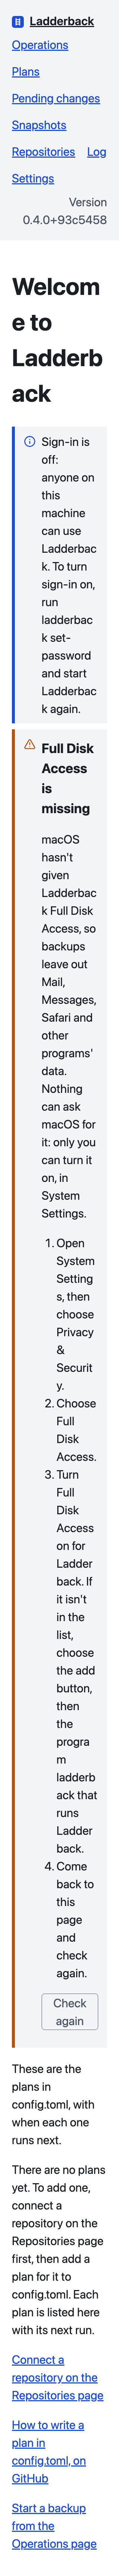 Ladderback
Operations
Plans
Pending changes
Snapshots
Repositories Log
Settings
Version
0.4.0+93c5458
Welcom
e to
Ladderb
ack
Sign-in is
off:
anyone on
this
machine
can use
Ladderbac
k. To turn
sign-in on,
run
ladderbac
k set-
password
and start
Ladderbac
k again.
Full Disk
Access
is
missing
macOS
hasn't
given
Ladderbac
k Full Disk
Access, so
backups
leave out
Mail,
Messages,
Safari and
other
programs'
data.
Nothing
can ask
macOS for
it: only you
can turn it
on, in
System
Settings.
1. Open
System
Setting
s, then
choose
Privacy
&
Securit
y.
2. Choose
Full
Disk
Access.
3. Turn
Full
Disk
Access
on for
Ladder
back. If
it isn't
in the
list,
choose
the add
button,
then
the
progra
m
ladderb
ack that
runs
Ladder
back.
4. Come
back to
this
page
and
check
again.
Check
again
These are the
plans in
config.toml, with
when each one
runs next.
There are no plans
yet. To add one,
connect a
repository on the
Repositories page
first, then add a
plan for it to
config.toml. Each
plan is listed here
with its next run.
Connect a
repository on the
Repositories page
How to write a
plan in
config.toml, on
GitHub
Start a backup
from the
Operations page